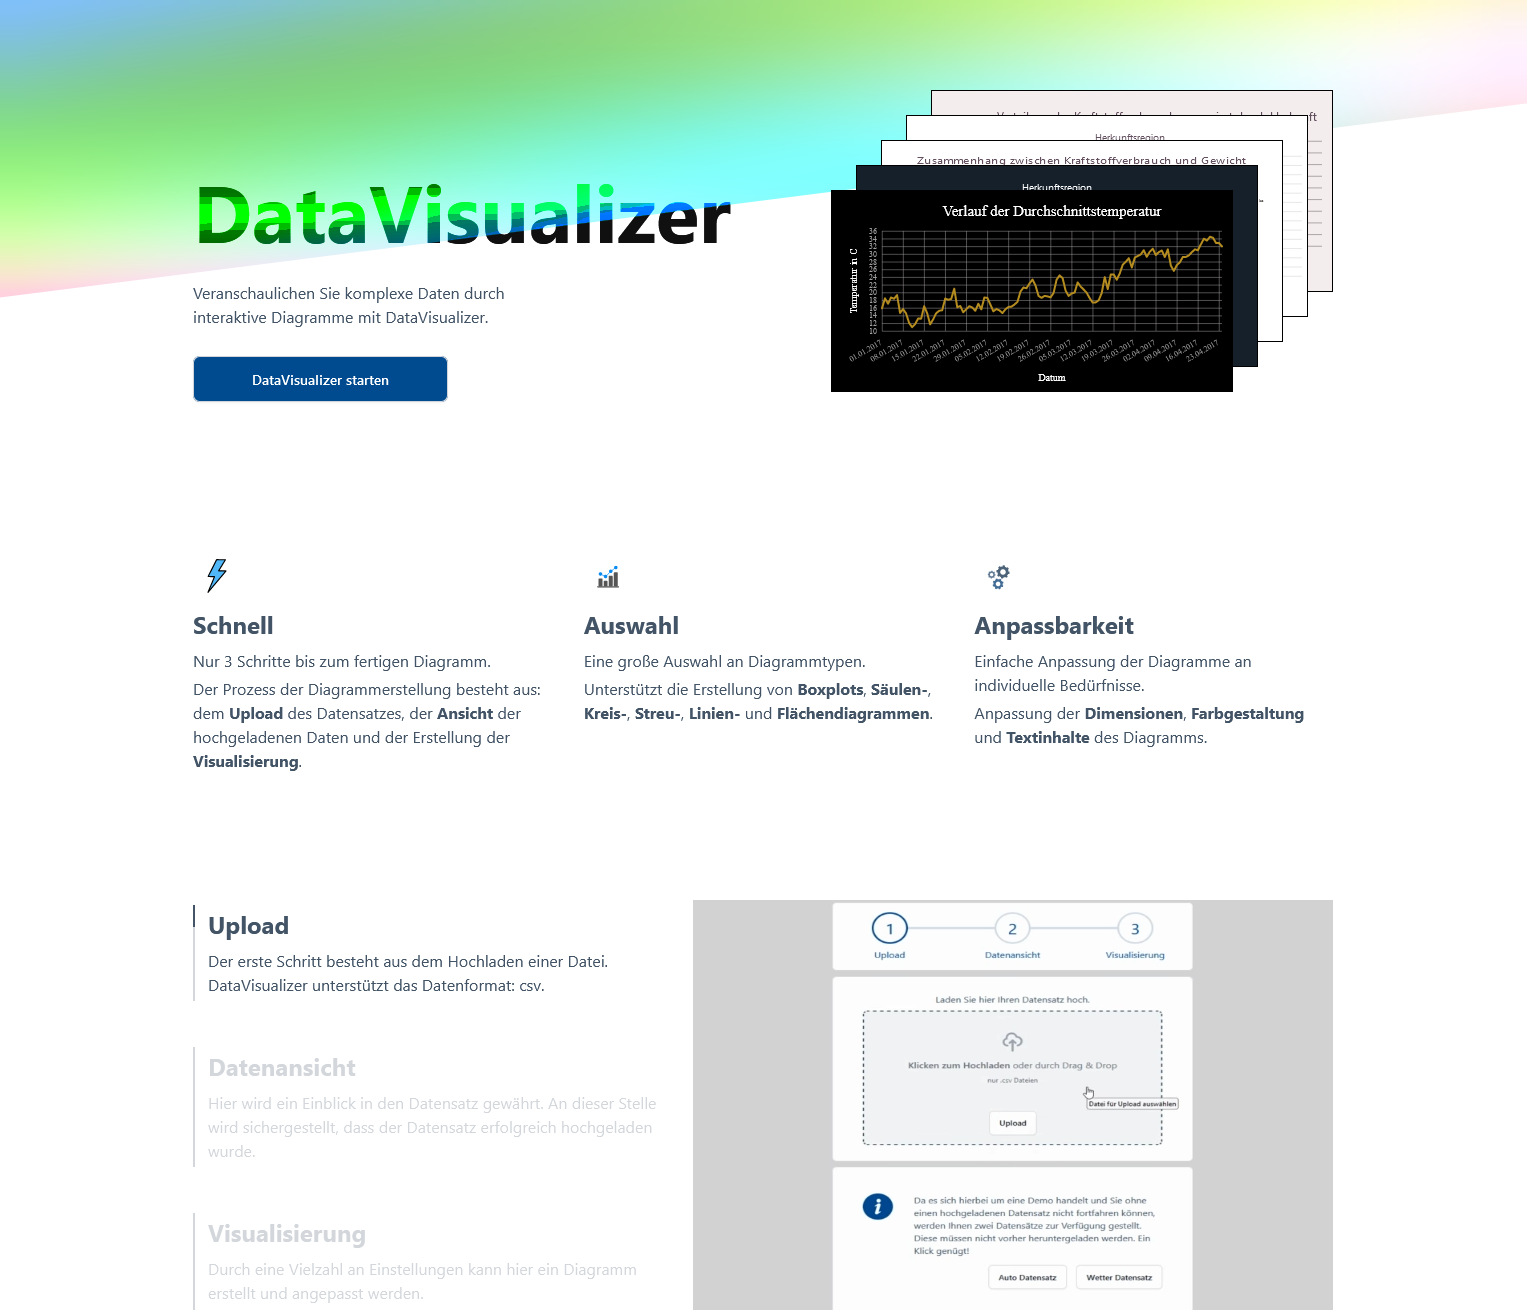 DataVisualizer
Veranschaulichen Sie komplexe Daten durch
interaktive Diagramme mit DataVisualizer.
DataVisualizer starten
Herkunftsregion
Zusammenhang zwischen Kraftstoffverbrauch und Gewicht
Herkunftsregion
Verlauf der Durchschnittstemperatur
Temperatur in C
36
34
32
30
28
26
24
22
20
18
16
14
12
10
01.01.2017
08.01.2017
15.01.2017
22.01.2017
29.01.2017
05.02.2017
12.02.2017
19.02.2017
26.02.2017
05.03.2017
12.03.2017
19.03.2017
26.03.2017
02.04.2017
09.04.2017
16.04.2017
23.04.2017
Datum
Schnell
Nur 3 Schritte bis zum fertigen Diagramm.
Der Prozess der Diagrammerstellung besteht aus:
dem Upload des Datensatzes, der Ansicht der
hochgeladenen Daten und der Erstellung der
Visualisierung.
Auswahl
Eine große Auswahl an Diagrammtypen.
Unterstützt die Erstellung von Boxplots, Säulen-,
Kreis-, Streu-, Linien- und Flächendiagrammen.
Anpassbarkeit
Einfache Anpassung der Diagramme an
individuelle Bedürfnisse.
Anpassung der Dimensionen, Farbgestaltung
und Textinhalte des Diagramms.
Upload
Der erste Schritt besteht aus dem Hochladen einer Datei.
DataVisualizer unterstützt das Datenformat: csv.
Datenansicht
Hier wird ein Einblick in den Datensatz gewährt. An dieser Stelle
wird sichergestellt, dass der Datensatz erfolgreich hochgeladen
wurde.
Visualisierung
Durch eine Vielzahl an Einstellungen kann hier ein Diagramm
erstellt und angepasst werden.
1 2 3
Upload Datenansicht Visualisierung
Laden Sie hier Ihren Datensatz hoch.
Klicken zum Hochladen oder durch Drag & Drop
nur .csv Dateien
Datei für Upload auswählen
Upload
Da es sich hierbei um eine Demo handelt und Sie ohne
einen hochgeladenen Datensatz nicht fortfahren können,
werden Ihnen zwei Datensätze zur Verfügung gestellt.
Diese müssen nicht vorher heruntergeladen werden. Ein
Klick genügt!
Auto Datensatz Wetter Datensatz